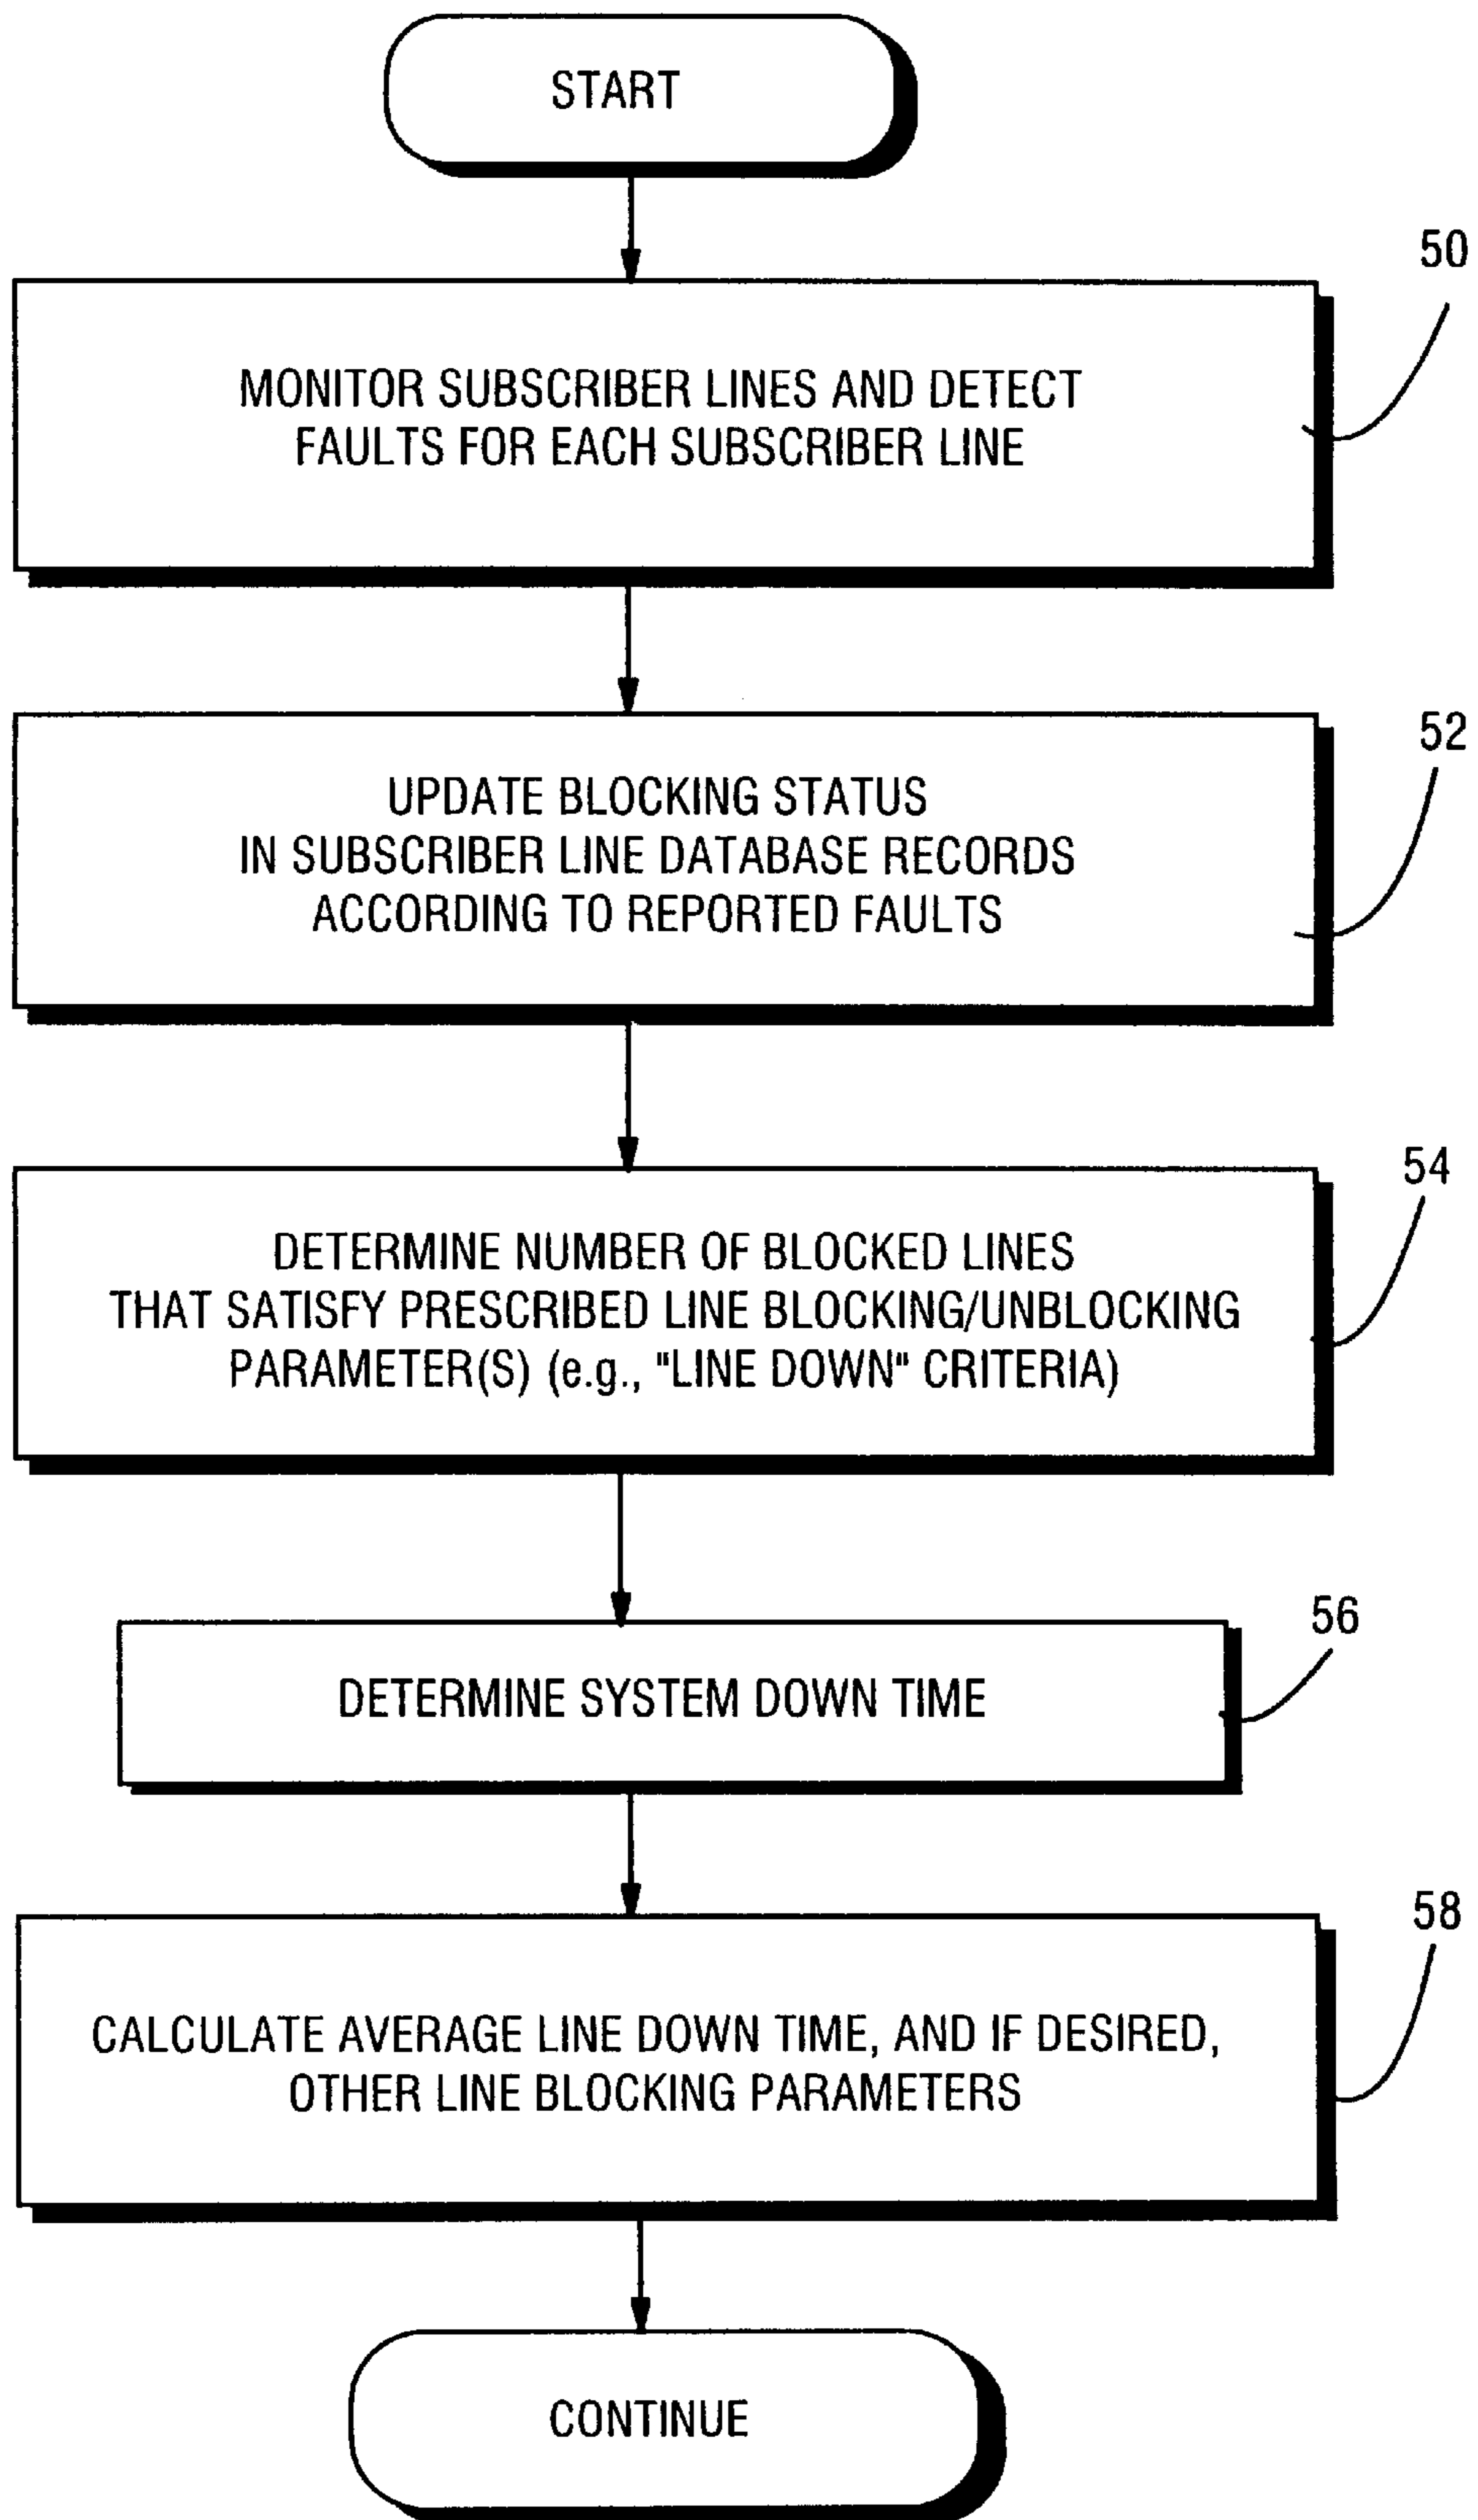 START
50
MONITOR SUBSCRIBER LINES AND DETECT
FAULTS FOR EACH SUBSCRIBER LINE
52
UPDATE BLOCKING STATUS
IN SUBSCRIBER LINE DATABASE RECORDS
ACCORDING TO REPORTED FAULTS
54
DETERMINE NUMBER OF BLOCKED LINES
THAT SATISFY PRESCRIBED LINE BLOCKING/UNBLOCKING
PARAMETER(S) (e.g., "LINE DOWN" CRITERIA)
56
DETERMINE SYSTEM DOWN TIME
58
CALCULATE AVERAGE LINE DOWN TIME, AND IF DESIRED,
OTHER LINE BLOCKING PARAMETERS
CONTINUE